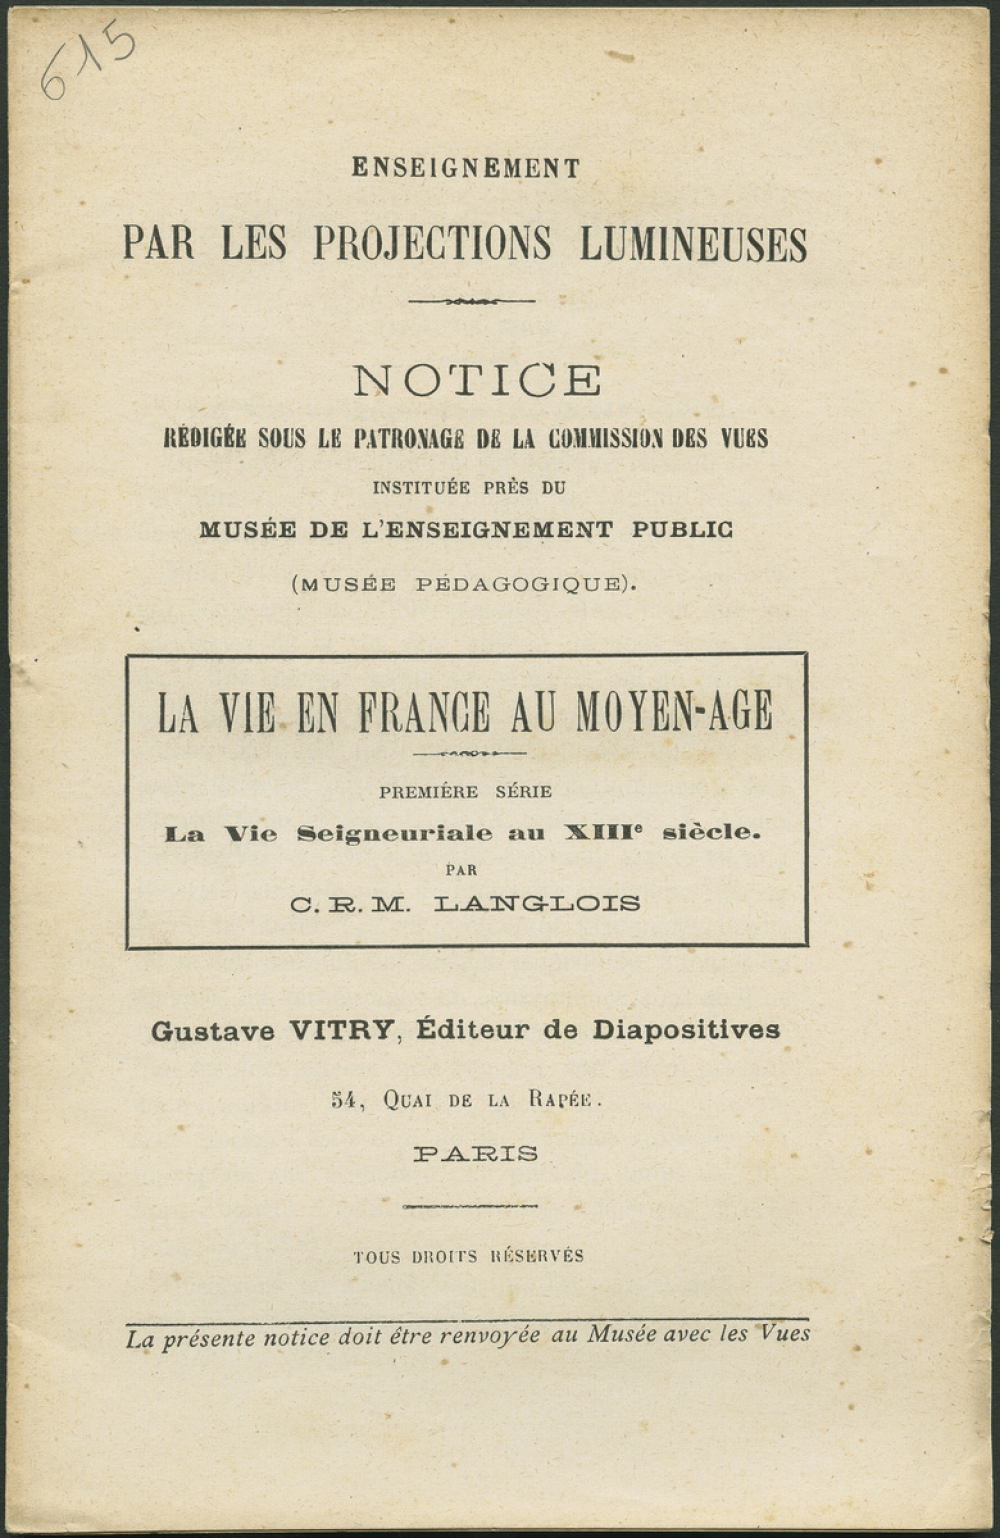 615
ENSEIGNEMENT
PAR LES PROJECTIONS LUMINEUSES
NOTICE
RÉDIGÉE SOUS LE PATRONAGE DE LA COMMISSION DES VUES
INSTITUÉE PRÈS DU
MUSÉE DE L'ENSEIGNEMENT PUBLIC
(MUSÉE PÉDAGOGIQUE).
LA VIE EN FRANCE AU MOYEN-AGE
PREMIÉRE SÉRIE
La Vie Seigneuriale au XIIIe siècle.
PAR
C. R. M. LANGLOIS
Gustave VITRY, Éditeur de Diapositives
54, QUAI DE LA RAPÉE.
PARIS
TOUS DROITS RÉSERVÉS
La présente notice doit être renvoyée au Musée avec les Vues